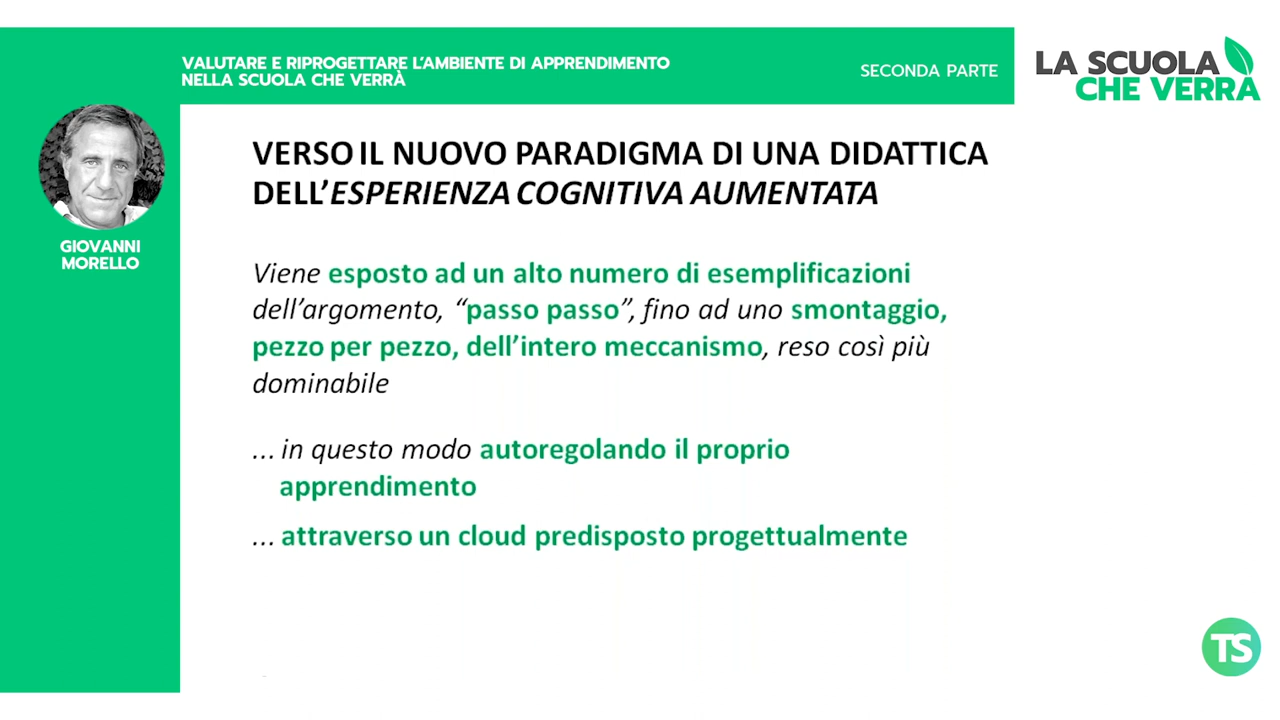 VALUTARE E RIPROGETTARE L'AMBIENTE DI APPRENDIMENTO
NELLA SCUOLA CHE VERRÀ
SECONDA PARTE
LA SCUOLA
CHE VERRÀ
GIOVANNI
MORELLO
VERSO IL NUOVO PARADIGMA DI UNA DIDATTICA
DELL'ESPERIENZA COGNITIVA AUMENTATA
Viene esposto ad un alto numero di esemplificazioni
dell'argomento, “passo passo”, fino ad uno smontaggio,
pezzo per pezzo, dell'intero meccanismo, reso così più
dominabile
... in questo modo autoregolando il proprio
apprendimento
... attraverso un cloud predisposto progettualmente
TS